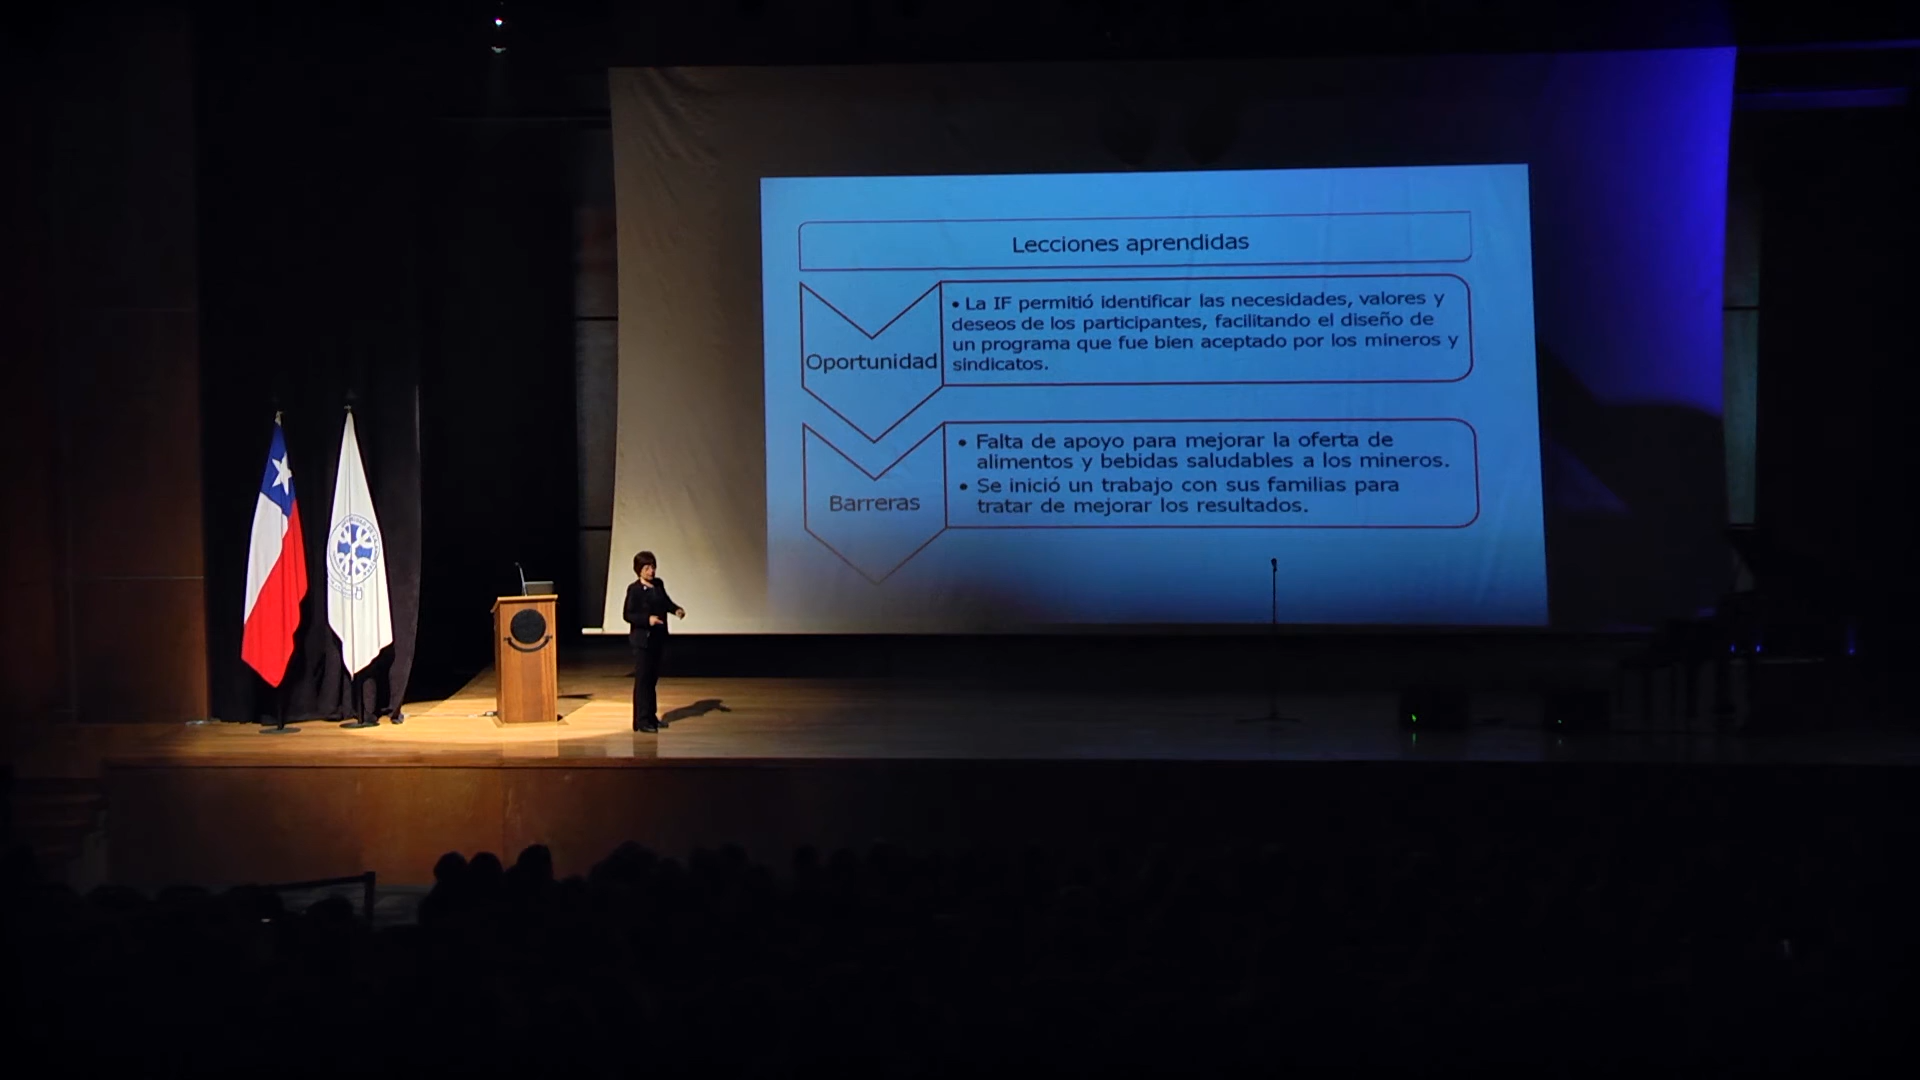 Lecciones aprendidas
Oportunidad
• La IF permitió identificar las necesidades, valores y
deseos de los participantes, facilitando el diseño de
un programa que fue bien aceptado por los mineros y
sindicatos.
Barreras
• Falta de apoyo para mejorar la oferta de
alimentos y bebidas saludables a los mineros.
• Se inició un trabajo con sus familias para
tratar de mejorar los resultados.